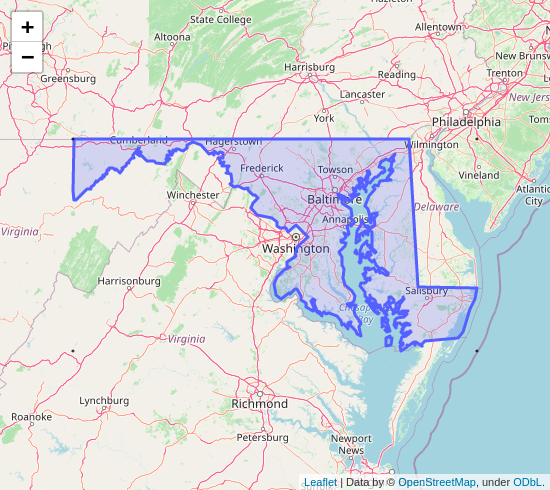 Hazleton
+
−
State College
Allentown
Altoona
New Brunsw
Greensburg
Harrisburg
Reading
Trenton
Lancaster
New Jersey
York
Philadelphia
Toms
Cumberland
Hagerstown
Wilmington
Frederick
Towson
Vineland
Winchester
Baltimore
Atlantic
City
Annapolis
Delaware
Virginia
Washington
Harrisonburg
Salisbury
Chesapeake
Bay
Virginia
Lynchburg
Richmond
Roanoke
Petersburg
Newport
News
Leaflet | Data by © OpenStreetMap, under ODbL.